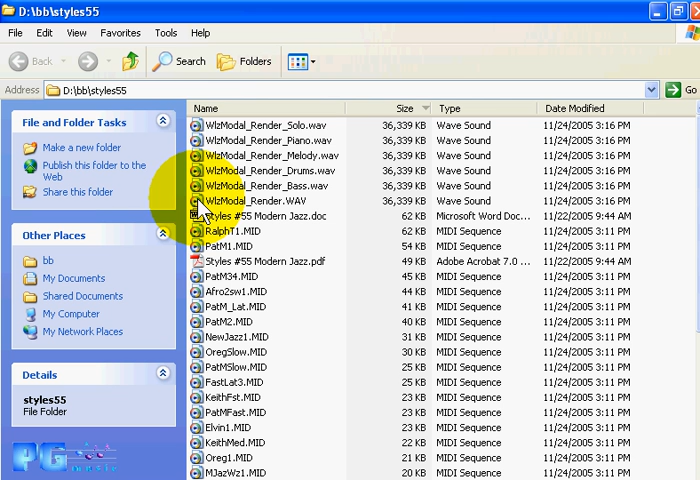 D:\bb\styles55
File Edit View Favorites Tools Help
Back Search Folders
Address D:\bb\styles55 Go
File and Folder Tasks
Make a new folder
Publish this folder to the
Web
Share this folder
Other Places
bb
My Documents
Shared Documents
My Computer
My Network Places
Details
styles55
File Folder
PG music
Name Size Type Date Modified
WlzModal_Render_Solo.wav 36,339 KB Wave Sound 11/24/2005 3:16 PM
WlzModal_Render_Piano.wav 36,339 KB Wave Sound 11/24/2005 3:16 PM
WlzModal_Render_Melody.wav 36,339 KB Wave Sound 11/24/2005 3:16 PM
WlzModal_Render_Drums.wav 36,339 KB Wave Sound 11/24/2005 3:16 PM
WlzModal_Render_Bass.wav 36,339 KB Wave Sound 11/24/2005 3:16 PM
WlzModal_Render.WAV 36,339 KB Wave Sound 11/24/2005 3:16 PM
Styles #55 Modern Jazz.doc 62 KB Microsoft Word Doc... 11/22/2005 9:44 AM
RalphT1.MID 62 KB MIDI Sequence 11/24/2005 3:11 PM
PatM1.MID 54 KB MIDI Sequence 11/24/2005 3:11 PM
Styles #55 Modern Jazz.pdf 49 KB Adobe Acrobat 7.0 ... 11/22/2005 9:44 AM
PatM34.MID 45 KB MIDI Sequence 11/24/2005 3:11 PM
Afro2sw1.MID 44 KB MIDI Sequence 11/24/2005 3:11 PM
PatM_Lat.MID 41 KB MIDI Sequence 11/24/2005 3:11 PM
PatM2.MID 40 KB MIDI Sequence 11/24/2005 3:11 PM
NewJazz1.MID 31 KB MIDI Sequence 11/24/2005 3:11 PM
OregSlow.MID 30 KB MIDI Sequence 11/24/2005 3:11 PM
PatMSlow.MID 25 KB MIDI Sequence 11/24/2005 3:11 PM
FastLat3.MID 25 KB MIDI Sequence 11/24/2005 3:11 PM
KeithFst.MID 23 KB MIDI Sequence 11/24/2005 3:11 PM
PatMFast.MID 23 KB MIDI Sequence 11/24/2005 3:11 PM
Elvin1.MID 23 KB MIDI Sequence 11/24/2005 3:11 PM
KeithMed.MID 22 KB MIDI Sequence 11/24/2005 3:11 PM
Oreg1.MID 21 KB MIDI Sequence 11/24/2005 3:11 PM
MJazWz1.MID 20 KB MIDI Sequence 11/24/2005 3:11 PM